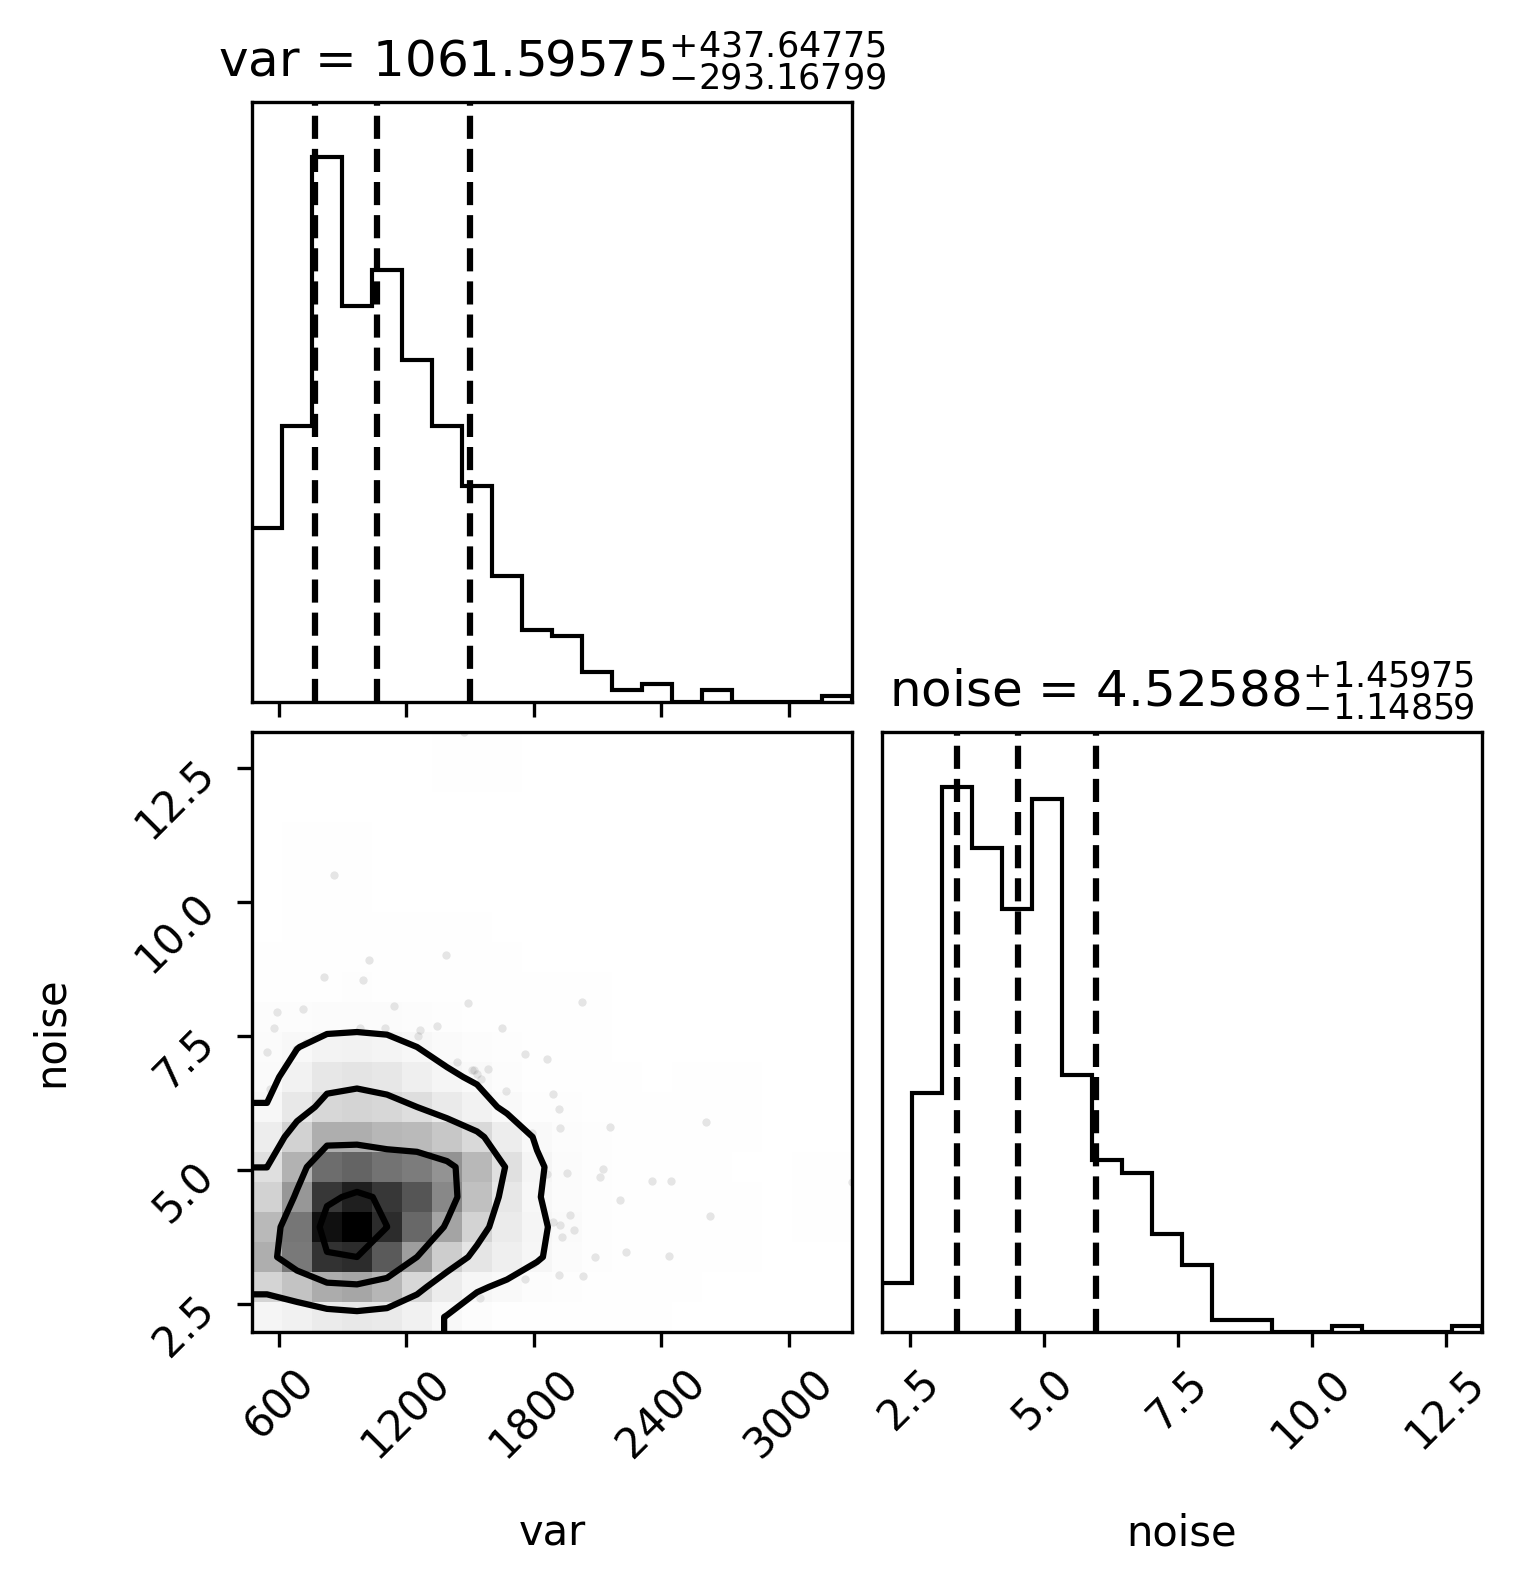 var = 1061.59575+437.64775−293.16799
noise = 4.52588+1.45975−1.14859
12.5
10.0
7.5
5.0
2.5
noise
600 1200 1800 2400 3000
2.5 5.0 7.5 10.0 12.5
var
noise